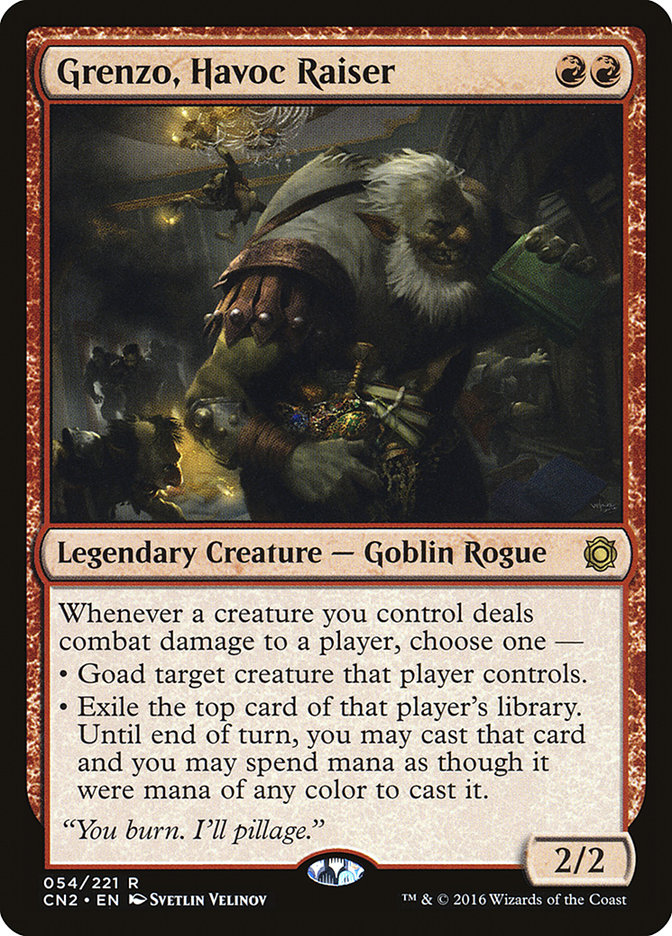 Grenzo, Havoc Raiser
Legendary Creature — Goblin Rogue
Whenever a creature you control deals
combat damage to a player, choose one —
• Goad target creature that player controls.
• Exile the top card of that player's library.
Until end of turn, you may cast that card
and you may spend mana as though it
were mana of any color to cast it.
“You burn. I'll pillage.”
2/2
054/221 R
CN2 • EN Svetlin Velinov
™ & © 2016 Wizards of the Coast